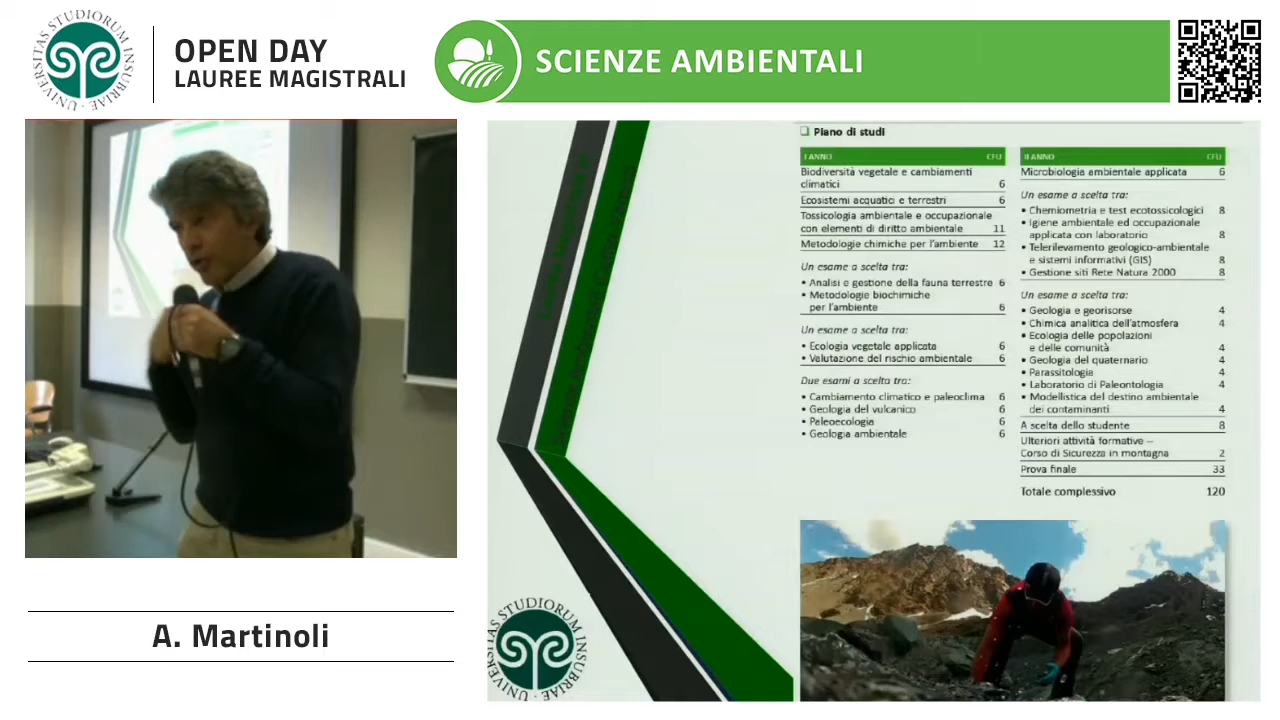 UNIVERSITAS STUDIORUM INSUBRIAE
OPEN DAY
LAUREE MAGISTRALI
SCIENZE AMBIENTALI
A. Martinoli
Piano di studi
I ANNO CFU
Biodiversità vegetale e cambiamenti
climatici 6
Ecosistemi acquatici e terrestri 6
Tossicologia ambientale e occupazionale
con elementi di diritto ambientale 11
Metodologie chimiche per l'ambiente 12
Un esame a scelta tra:
• Analisi e gestione della fauna terrestre 6
• Metodologie biochimiche
per l'ambiente 6
Un esame a scelta tra:
• Ecologia vegetale applicata 6
• Valutazione del rischio ambientale 6
Due esami a scelta tra:
• Cambiamento climatico e paleoclima 6
• Geologia del vulcanico 6
• Paleoecologia 6
• Geologia ambientale 6
II ANNO CFU
Microbiologia ambientale applicata 6
Un esame a scelta tra:
• Chemiometria e test ecotossicologici 8
• Igiene ambientale ed occupazionale
applicata con laboratorio 8
• Telerilevamento geologico-ambientale
e sistemi informativi (GIS) 8
• Gestione siti Rete Natura 2000 8
Un esame a scelta tra:
• Geologia e georisorse 4
• Chimica analitica dell'atmosfera 4
• Ecologia delle popolazioni
e delle comunità 4
• Geologia del quaternario 4
• Parassitologia 4
• Laboratorio di Paleontologia 4
• Modellistica del destino ambientale
dei contaminanti 4
A scelta dello studente 8
Ulteriori attività formative –
Corso di Sicurezza in montagna 2
Prova finale 33
Totale complessivo 120
UNIVERSITAS STUDIORUM INSUBRIAE